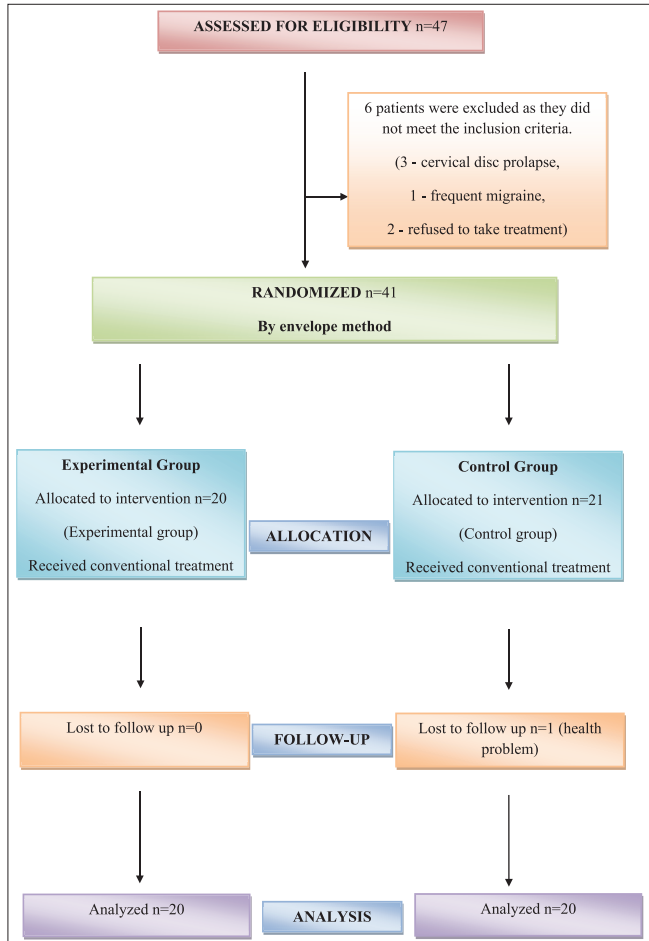 ASSESSED FOR ELIGIBILITY n=47
6 patients were excluded as they did
not meet the inclusion criteria.
(3 - cervical disc prolapse,
1 - frequent migraine,
2 - refused to take treatment)
RANDOMIZED n=41
By envelope method
Experimental Group
Allocated to intervention n=20
(Experimental group)
Received conventional treatment
ALLOCATION
Control Group
Allocated to intervention n=21
(Control group)
Received conventional treatment
Lost to follow up n=0
FOLLOW-UP
Lost to follow up n=1 (health
problem)
Analyzed n=20
ANALYSIS
Analyzed n=20